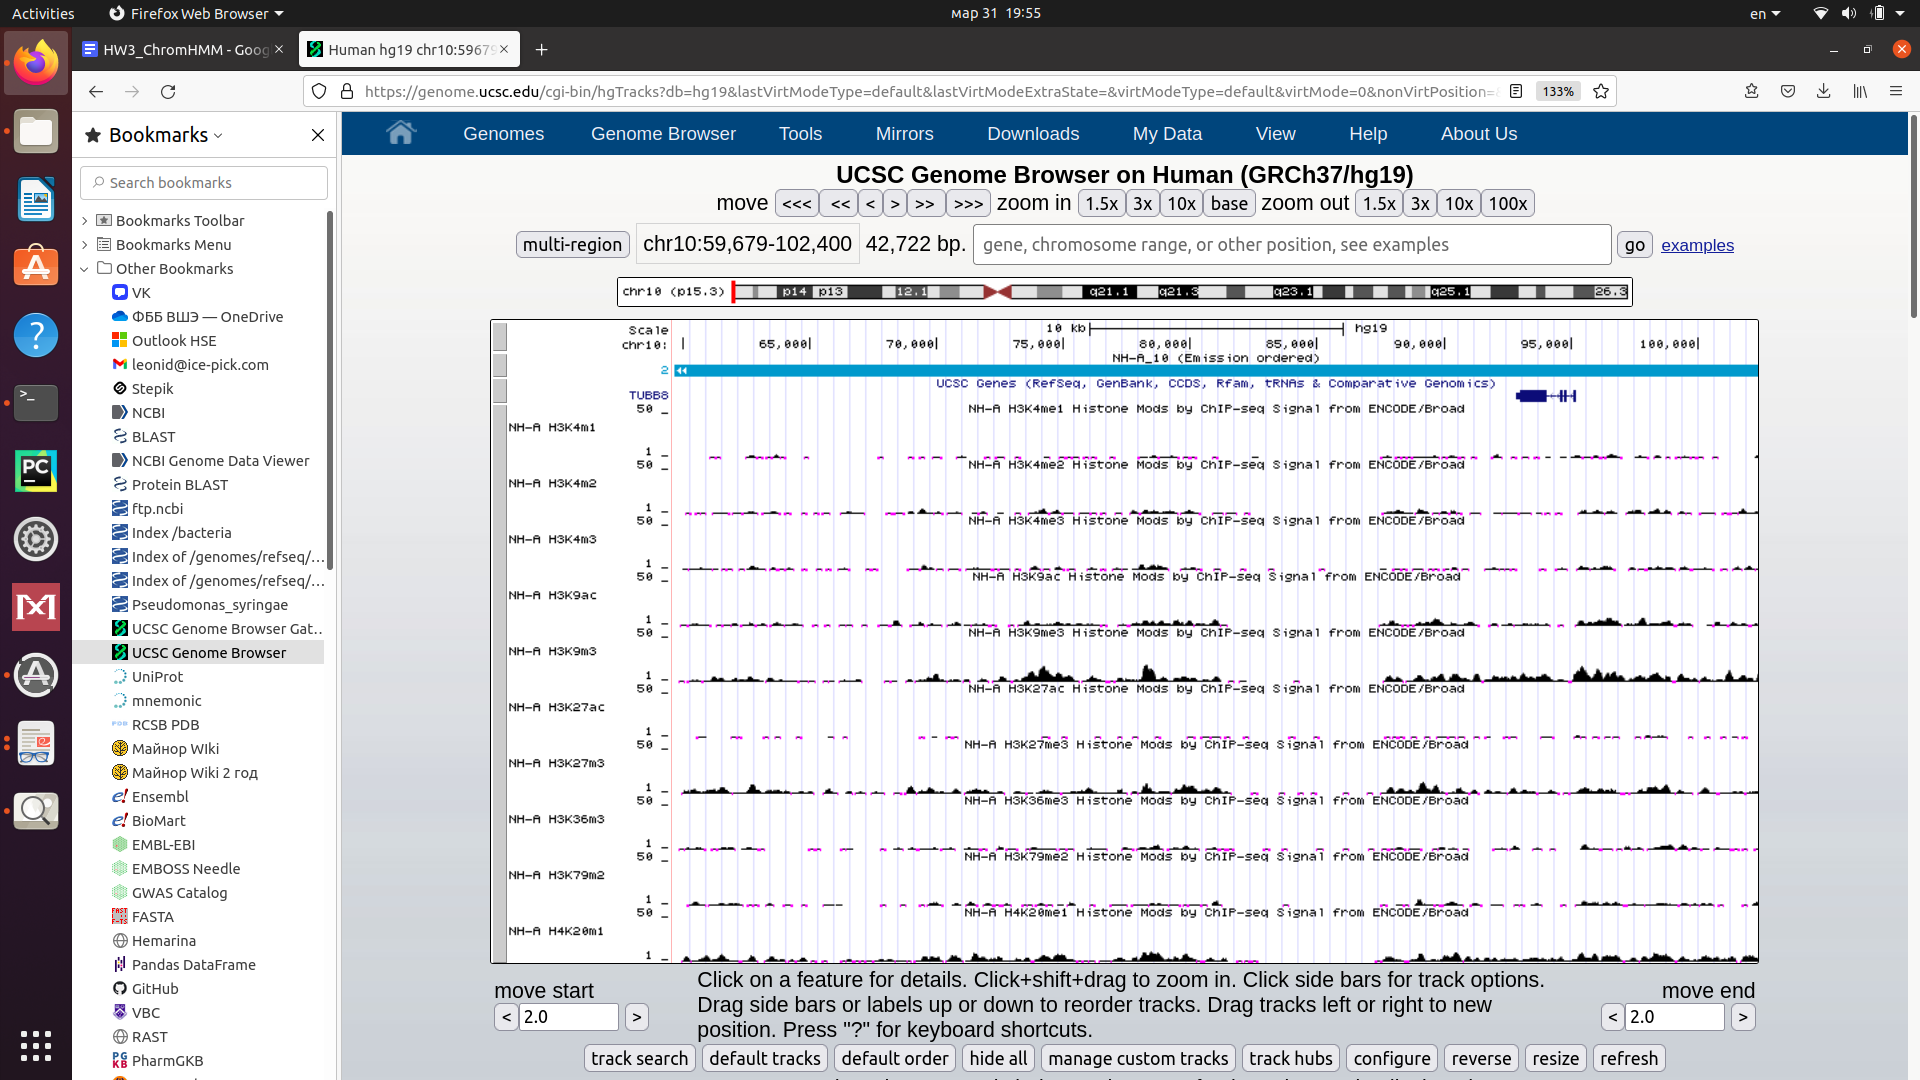 Activities
Firefox Web Browser
мар 31 19:55
en
HW3_ChromHMM - Goog
Human hg19 chr10:59679
https://genome.ucsc.edu/cgi-bin/hgTracks?db=hg19&lastVirtModeType=default&lastVirtModeExtraState=&virtModeType=default&virtMode=0&nonVirtPosition=
133%
Bookmarks
Search bookmarks
Bookmarks Toolbar
Bookmarks Menu
Other Bookmarks
VK
ФББ ВШЭ — OneDrive
Outlook HSE
leonid@ice-pick.com
Stepik
NCBI
BLAST
NCBI Genome Data Viewer
Protein BLAST
ftp.ncbi
Index /bacteria
Index of /genomes/refseq/...
Index of /genomes/refseq/...
Pseudomonas_syringae
UCSC Genome Browser Gat...
UCSC Genome Browser
UniProt
mnemonic
RCSB PDB
Майнор WIki
Майнор Wiki 2 год
Ensembl
BioMart
EMBL-EBI
EMBOSS Needle
GWAS Catalog
FASTA
Hemarina
Pandas DataFrame
GitHub
VBC
RAST
PharmGKB
Genomes
Genome Browser
Tools
Mirrors
Downloads
My Data
View
Help
About Us
UCSC Genome Browser on Human (GRCh37/hg19)
move <<< << < > >> >>> zoom in 1.5x 3x 10x base zoom out 1.5x 3x 10x 100x
multi-region chr10:59,679-102,400 42,722 bp. gene, chromosome range, or other position, see examples go examples
chr10 (p15.3) p14 p13 12.1 q21.1 q21.3 q23.1 q25.1 26.3
Scale 10 kb hg19
chr10: 65,000 70,000 75,000 80,000 85,000 90,000 95,000 100,000
NH-A_10 (Emission ordered)
2
UCSC Genes (RefSeq, GenBank, CCDS, Rfam, tRNAs & Comparative Genomics)
TUBB8
50 NH-A H3K4me1 Histone Mods by ChIP-seq Signal from ENCODE/Broad
NH-A H3K4m1
1
50 NH-A H3K4me2 Histone Mods by ChIP-seq Signal from ENCODE/Broad
NH-A H3K4m2
1
50 NH-A H3K4me3 Histone Mods by ChIP-seq Signal from ENCODE/Broad
NH-A H3K4m3
1
50 NH-A H3K9ac Histone Mods by ChIP-seq Signal from ENCODE/Broad
NH-A H3K9ac
1
50 NH-A H3K9me3 Histone Mods by ChIP-seq Signal from ENCODE/Broad
NH-A H3K9m3
1
50 NH-A H3K27ac Histone Mods by ChIP-seq Signal from ENCODE/Broad
NH-A H3K27ac
1
50 NH-A H3K27me3 Histone Mods by ChIP-seq Signal from ENCODE/Broad
NH-A H3K27m3
1
50 NH-A H3K36me3 Histone Mods by ChIP-seq Signal from ENCODE/Broad
NH-A H3K36m3
1
50 NH-A H3K79me2 Histone Mods by ChIP-seq Signal from ENCODE/Broad
NH-A H3K79m2
1
50 NH-A H4K20me1 Histone Mods by ChIP-seq Signal from ENCODE/Broad
NH-A H4K20m1
1
move start
< 2.0 >
Click on a feature for details. Click+shift+drag to zoom in. Click side bars for track options.
Drag side bars or labels up or down to reorder tracks. Drag tracks left or right to new
position. Press "?" for keyboard shortcuts.
move end
< 2.0 >
track search
default tracks
default order
hide all
manage custom tracks
track hubs
configure
reverse
resize
refresh